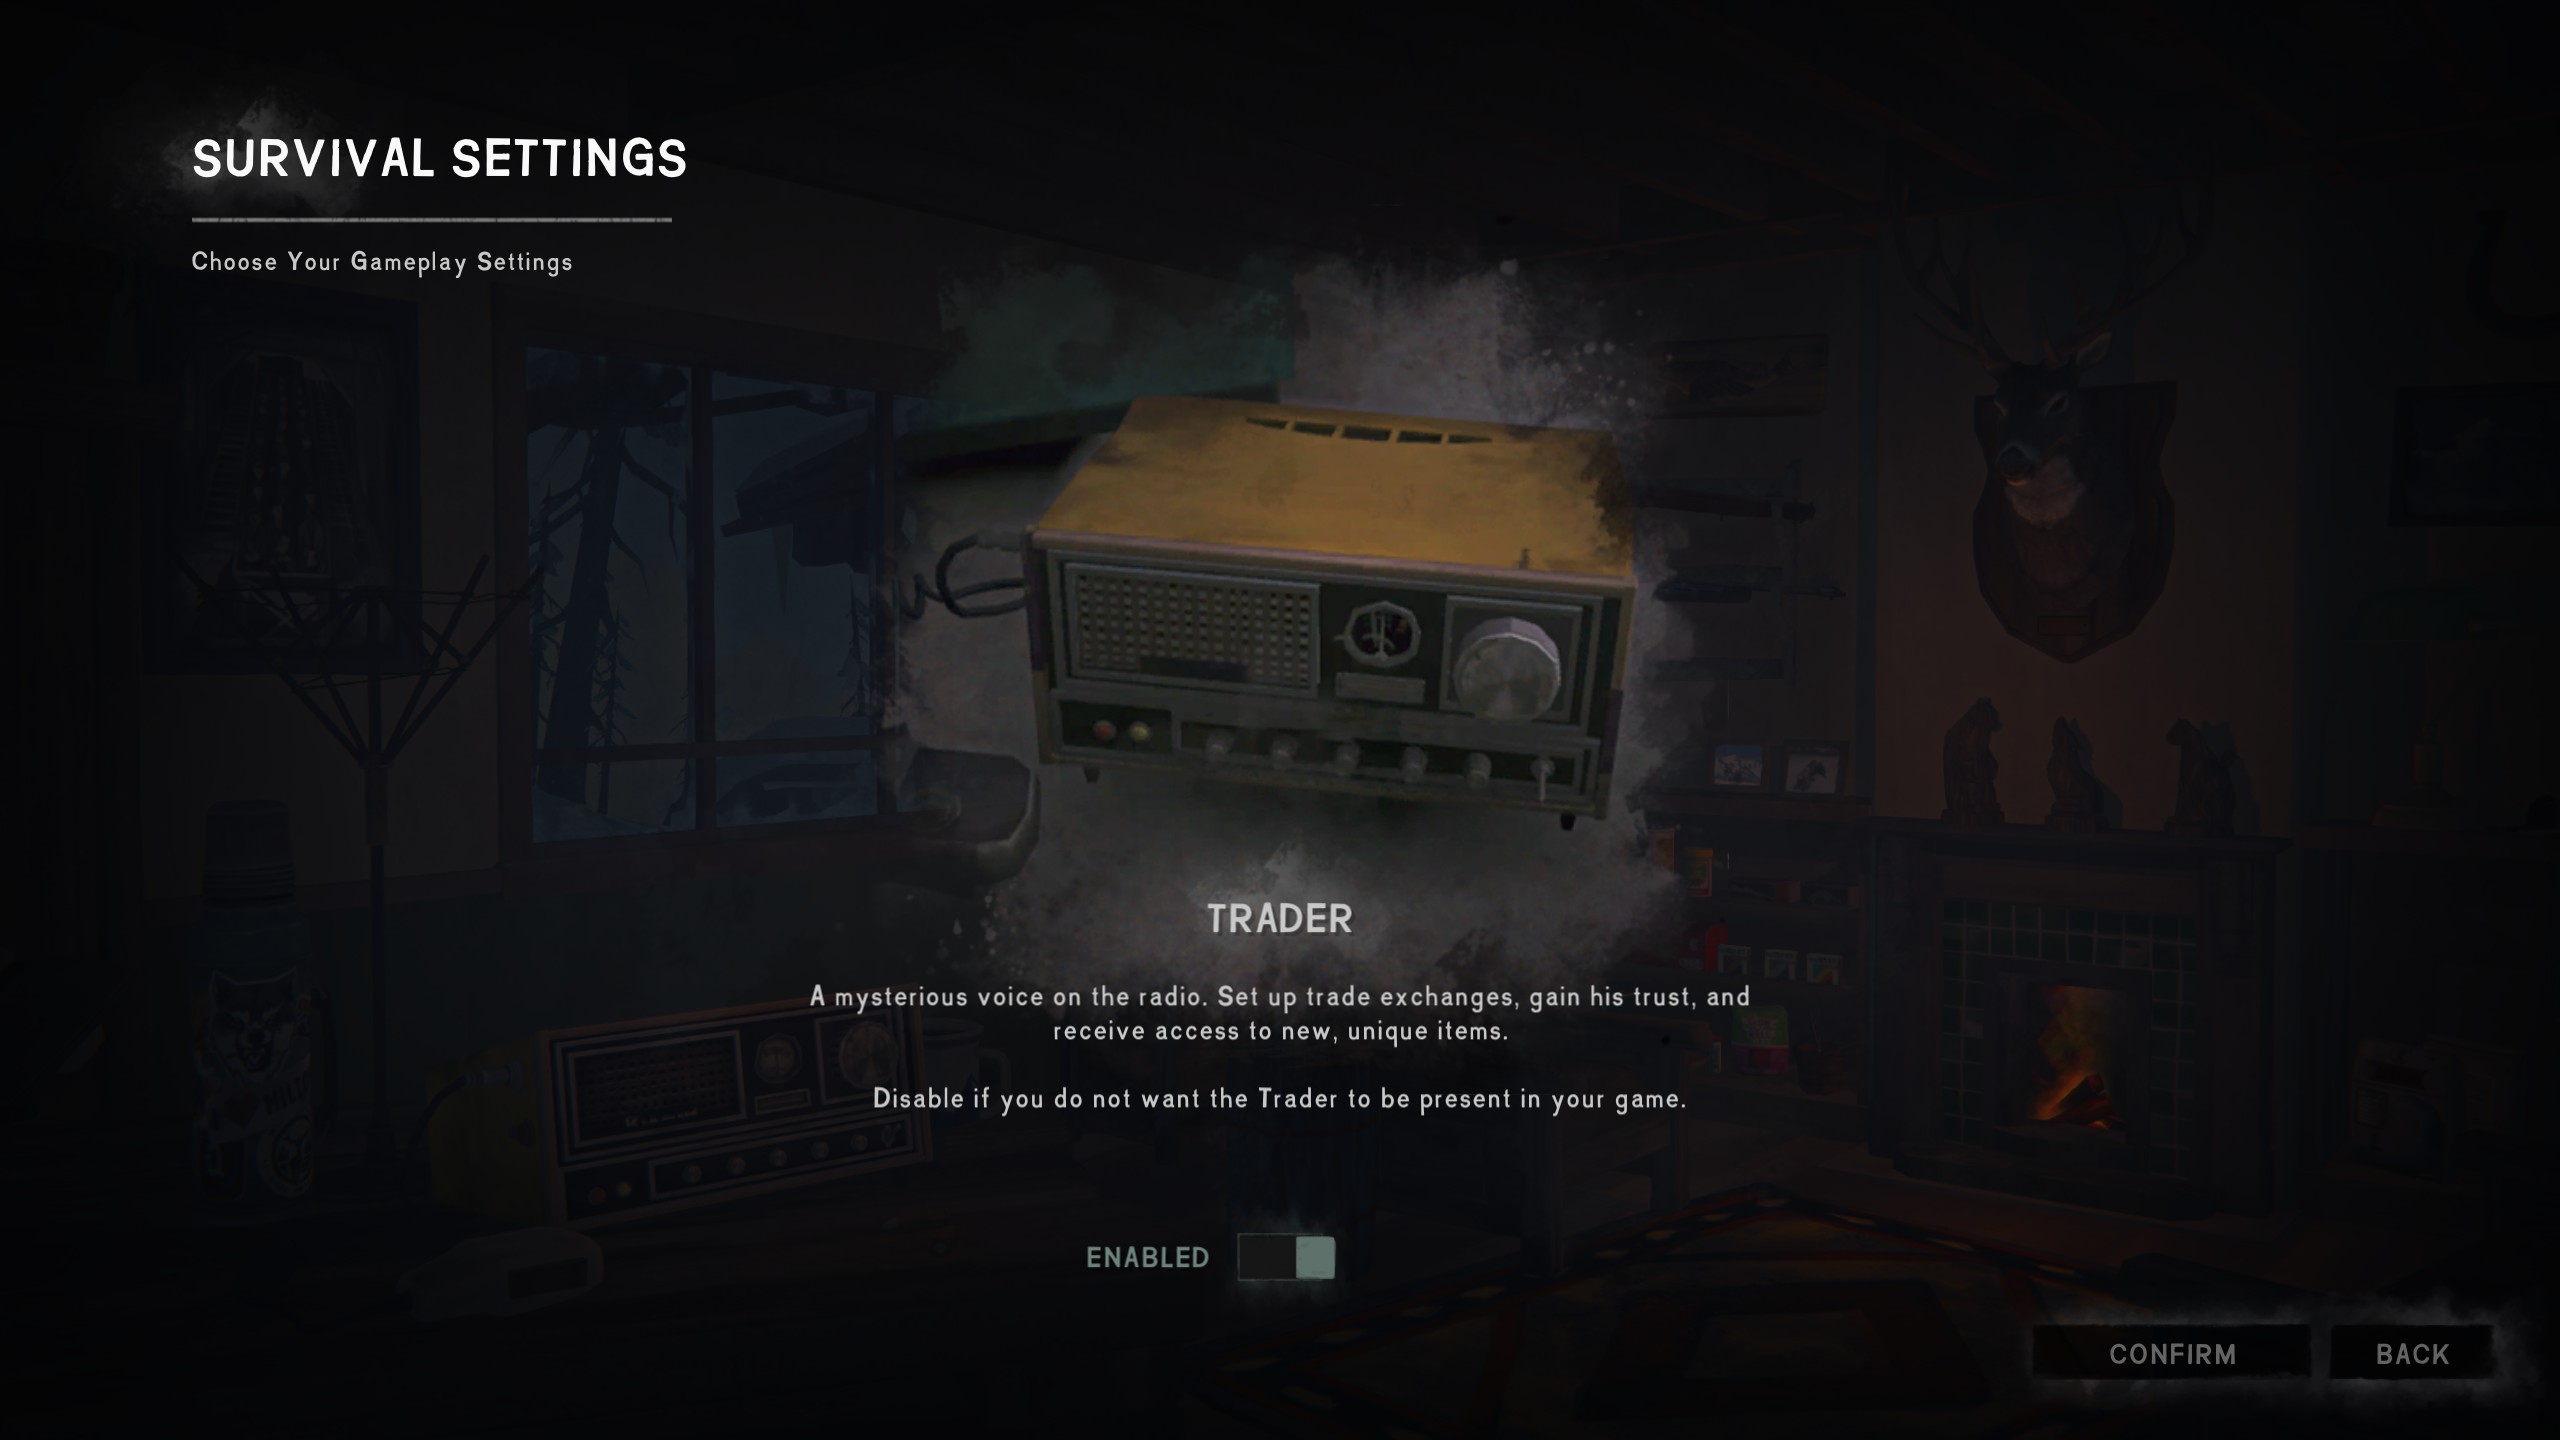 SURVIVAL SETTINGS
Choose Your Gameplay Settings
TRADER
A mysterious voice on the radio. Set up trade exchanges, gain his trust, and
receive access to new, unique items.
Disable if you do not want the Trader to be present in your game.
ENABLED
CONFIRM
BACK